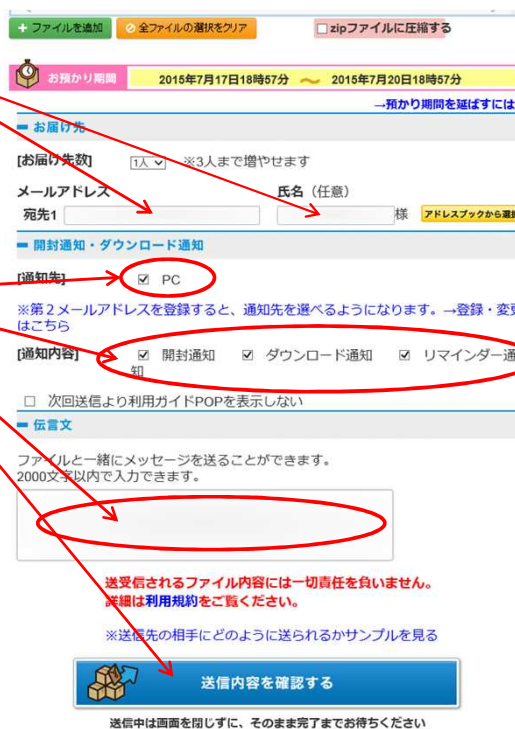 + ファイルを追加 全ファイルの選択をクリア □zipファイルに圧縮する
お預かり期間 2015年7月17日18時57分 ～ 2015年7月20日18時57分
→預かり期間を延ばすには
お届け先
[お届け先数] 1人 ※3人まで増やせます
メールアドレス 氏名（任意）
宛先1 様 アドレスブックから選択
開封通知・ダウンロード通知
[通知先] ☑ PC
※第２メールアドレスを登録すると、通知先を選べるようになります。→登録・変更
はこちら
[通知内容] ☑ 開封通知 ☑ ダウンロード通知 ☑ リマインダー通
知
□ 次回送信より利用ガイドPOPを表示しない
伝言文
ファイルと一緒にメッセージを送ることができます。
2000文字以内で入力できます。
送受信されるファイル内容には一切責任を負いません。
詳細は利用規約をご覧ください。
※送信先の相手にどのように送られるかサンプルを見る
送信内容を確認する
送信中は画面を閉じずに、そのまま完了までお待ちください